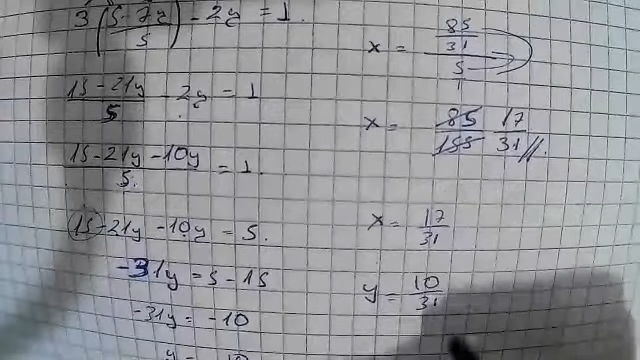 3(5-7y/5) - 2y = 1.
15-21y/5 - 2y = 1
15-21y-10y/5 = 1.
15-21y-10y = 5.
-31y = 5-15
-31y = -10
y = 10
x = 85/31/5/1
x = 85/155 17/31//.
x = 17/31
y = 10/31